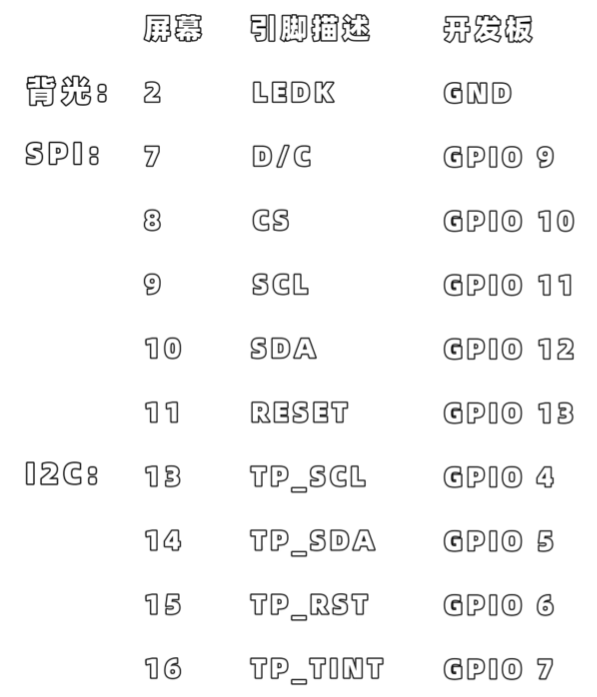 屏幕 引脚描述 开发板
背光: 2 LEDK GND
SPI: 7 D/C GPIO 9
8 CS GPIO 10
9 SCL GPIO 11
10 SDA GPIO 12
11 RESET GPIO 13
I2C: 13 TP_SCL GPIO 4
14 TP_SDA GPIO 5
15 TP_RST GPIO 6
16 TP_TINT GPIO 7